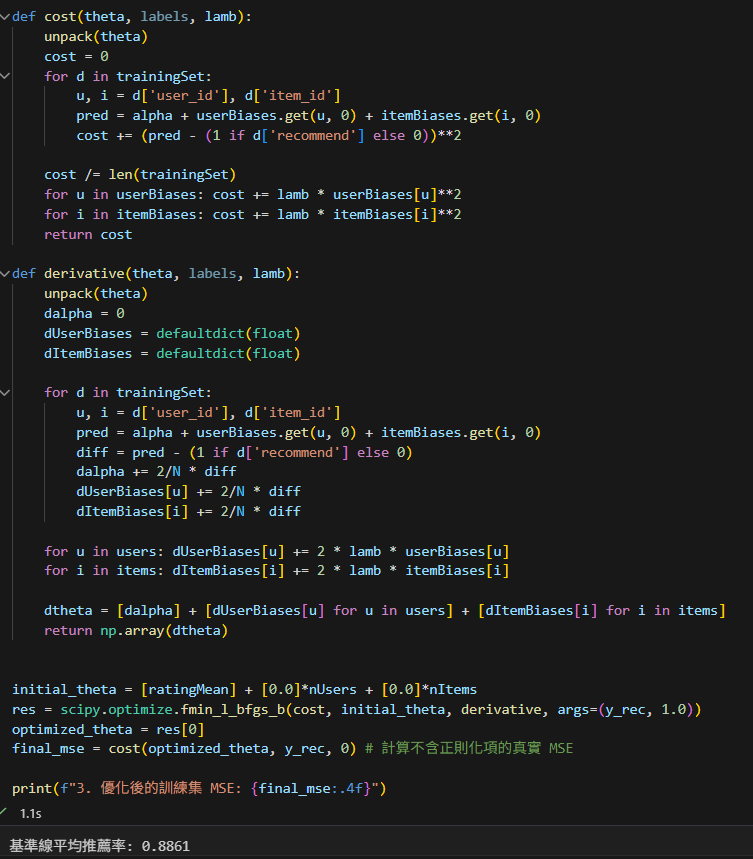 def cost(theta, labels, lamb):
    unpack(theta)
    cost = 0
    for d in trainingSet:
        u, i = d['user_id'], d['item_id']
        pred = alpha + userBiases.get(u, 0) + itemBiases.get(i, 0)
        cost += (pred - (1 if d['recommend'] else 0))**2
    cost /= len(trainingSet)
    for u in userBiases: cost += lamb * userBiases[u]**2
    for i in itemBiases: cost += lamb * itemBiases[i]**2
    return cost
def derivative(theta, labels, lamb):
    unpack(theta)
    dalpha = 0
    dUserBiases = defaultdict(float)
    dItemBiases = defaultdict(float)
    for d in trainingSet:
        u, i = d['user_id'], d['item_id']
        pred = alpha + userBiases.get(u, 0) + itemBiases.get(i, 0)
        diff = pred - (1 if d['recommend'] else 0)
        dalpha += 2/N * diff
        dUserBiases[u] += 2/N * diff
        dItemBiases[i] += 2/N * diff
    for u in users: dUserBiases[u] += 2 * lamb * userBiases[u]
    for i in items: dItemBiases[i] += 2 * lamb * itemBiases[i]
    dtheta = [dalpha] + [dUserBiases[u] for u in users] + [dItemBiases[i] for i in items]
    return np.array(dtheta)
initial_theta = [ratingMean] + [0.0]*nUsers + [0.0]*nItems
res = scipy.optimize.fmin_l_bfgs_b(cost, initial_theta, derivative, args=(y_rec, 1.0))
optimized_theta = res[0]
final_mse = cost(optimized_theta, y_rec, 0) # 計算不含正則化項的真實 MSE
print(f"3. 優化後的訓練集 MSE: {final_mse:.4f}")
1.1s
基準線平均推薦率: 0.8861